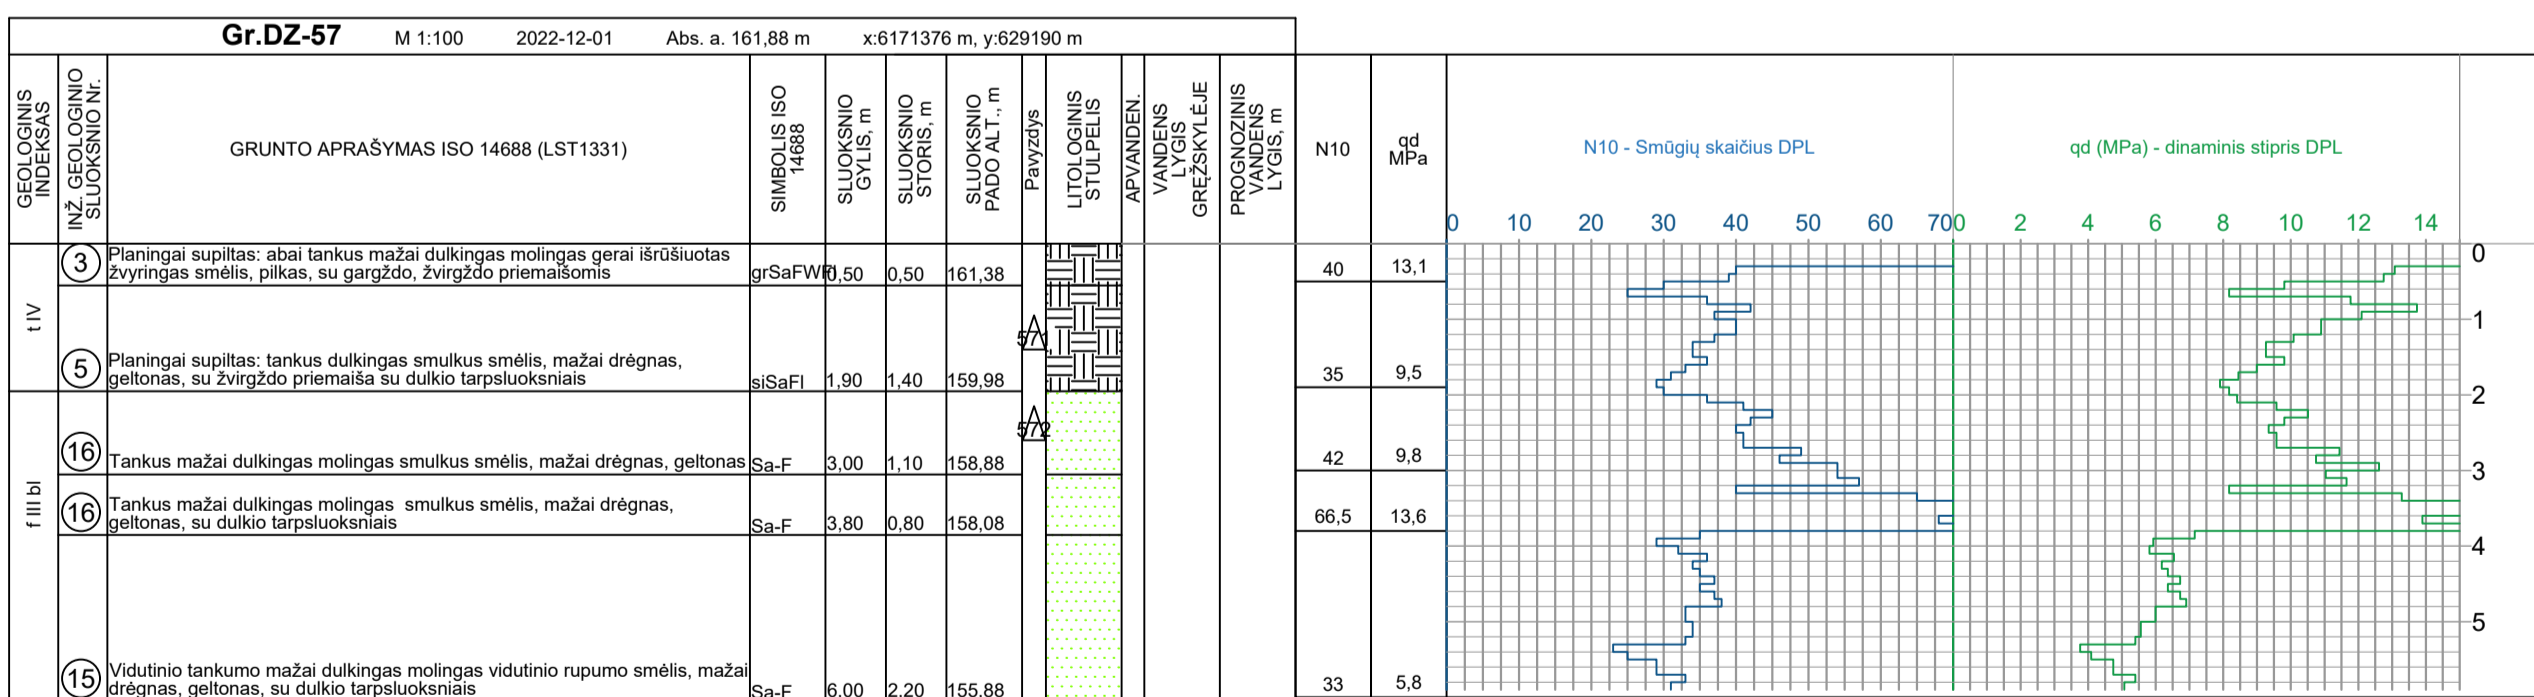 Gr.DZ-57 M 1:100 2022-12-01 Abs. a. 161,88 m x:6171376 m, y:629190 m
GEOLOGINIS
INDEKSAS
INŽ. GEOLOGINIO
SLUOKSNIO Nr.
GRUNTO APRAŠYMAS ISO 14688 (LST1331)
SIMBOLIS ISO
14688
SLUOKSNIO
GYLIS, m
SLUOKSNIO
STORIS, m
SLUOKSNIO
PADO ALT., m
Pavyzdys
LITOLOGINIS
STULPELIS
APVANDEN.
VANDENS
LYGIS
GRĘŽSKYLĖJE
PROGNOZINIS
VANDENS
LYGIS, m
N10
qd
MPa
N10 - Smūgių skaičius DPL
qd (MPa) - dinaminis stipris DPL
0 10 20 30 40 50 60 70
0 2 4 6 8 10 12 14
t IV
3
Planingai supiltas: abai tankus mažai dulkingas molingas gerai išrūšiuotas
žvyringas smėlis, pilkas, su gargždo, žvirgždo priemaišomis
grSaFWFI 0,50 0,50 161,38
40 13,1
5
Planingai supiltas: tankus dulkingas smulkus smėlis, mažai drėgnas,
geltonas, su žvirgždo priemaiša su dulkio tarpsluoksniais
siSaFI 1,90 1,40 159,98
571
35 9,5
f III bl
16
Tankus mažai dulkingas molingas smulkus smėlis, mažai drėgnas, geltonas
Sa-F 3,00 1,10 158,88
572
42 9,8
16
Tankus mažai dulkingas molingas smulkus smėlis, mažai drėgnas,
geltonas, su dulkio tarpsluoksniais
Sa-F 3,80 0,80 158,08
66,5 13,6
15
Vidutinio tankumo mažai dulkingas molingas vidutinio rupumo smėlis, mažai
drėgnas, geltonas, su dulkio tarpsluoksniais
Sa-F 6,00 2,20 155,88
33 5,8
0
1
2
3
4
5